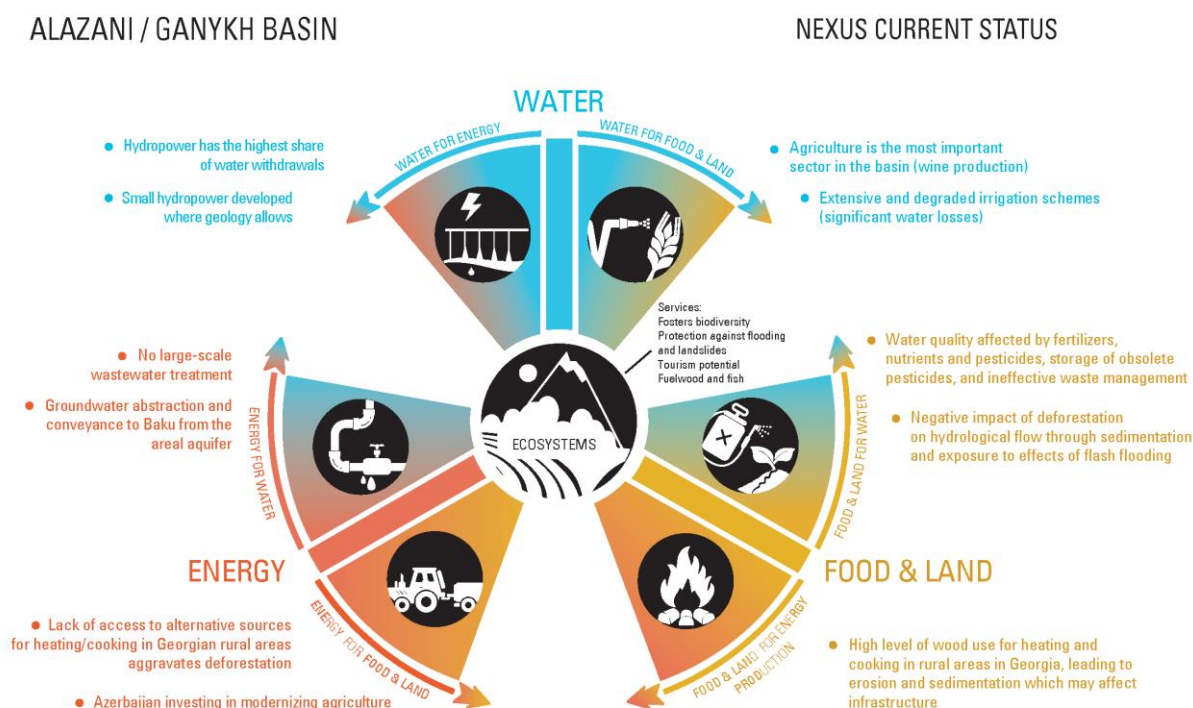 ALAZANI / GANYKH BASIN
NEXUS CURRENT STATUS
WATER
WATER FOR ENERGY
WATER FOR FOOD & LAND
● Hydropower has the highest share
of water withdrawals
● Small hydropower developed
where geology allows
● Agriculture is the most important
sector in the basin (wine production)
● Extensive and degraded irrigation schemes
(significant water losses)
Services:
Fosters biodiversity
Protection against flooding
and landslides
Tourism potential
Fuelwood and fish
● No large-scale
wastewater treatment
● Groundwater abstraction and
conveyance to Baku from the
areal aquifer
ENERGY FOR WATER
ECOSYSTEMS
● Water quality affected by fertilizers,
nutrients and pesticides, storage of obsolete
pesticides, and ineffective waste management
● Negative impact of deforestation
on hydrological flow through sedimentation
and exposure to effects of flash flooding
FOOD & LAND FOR WATER
ENERGY
FOOD & LAND
ENERGY FOR FOOD & LAND
FOOD & LAND FOR ENERGY
PRODUCTION
● Lack of access to alternative sources
for heating/cooking in Georgian rural areas
aggravates deforestation
● Azerbaijan investing in modernizing agriculture
● High level of wood use for heating and
cooking in rural areas in Georgia, leading to
erosion and sedimentation which may affect
infrastructure